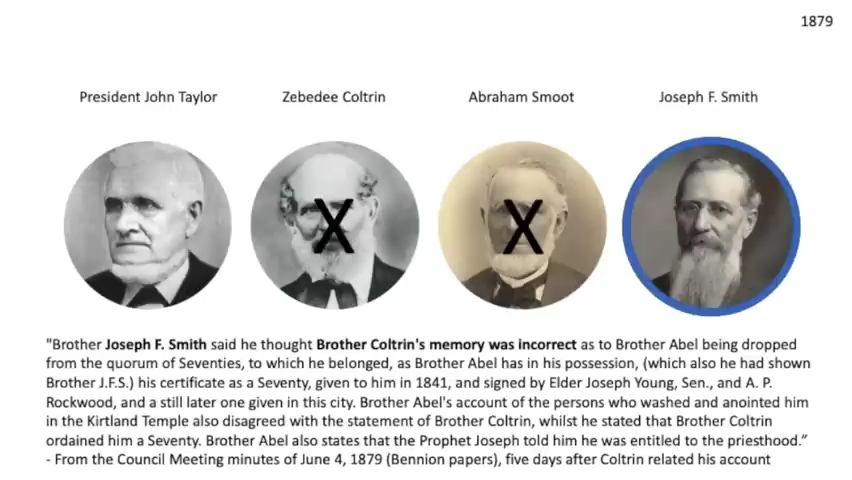 1879
President John Taylor
Zebedee Coltrin
Abraham Smoot
Joseph F. Smith
X
X
"Brother Joseph F. Smith said he thought Brother Coltrin's memory was incorrect as to Brother Abel being dropped
from the quorum of Seventies, to which he belonged, as Brother Abel has in his possession, (which also he had shown
Brother J.F.S.) his certificate as a Seventy, given to him in 1841, and signed by Elder Joseph Young, Sen., and A. P.
Rockwood, and a still later one given in this city. Brother Abel's account of the persons who washed and anointed him
in the Kirtland Temple also disagreed with the statement of Brother Coltrin, whilst he stated that Brother Coltrin
ordained him a Seventy. Brother Abel also states that the Prophet Joseph told him he was entitled to the priesthood.”
- From the Council Meeting minutes of June 4, 1879 (Bennion papers), five days after Coltrin related his account